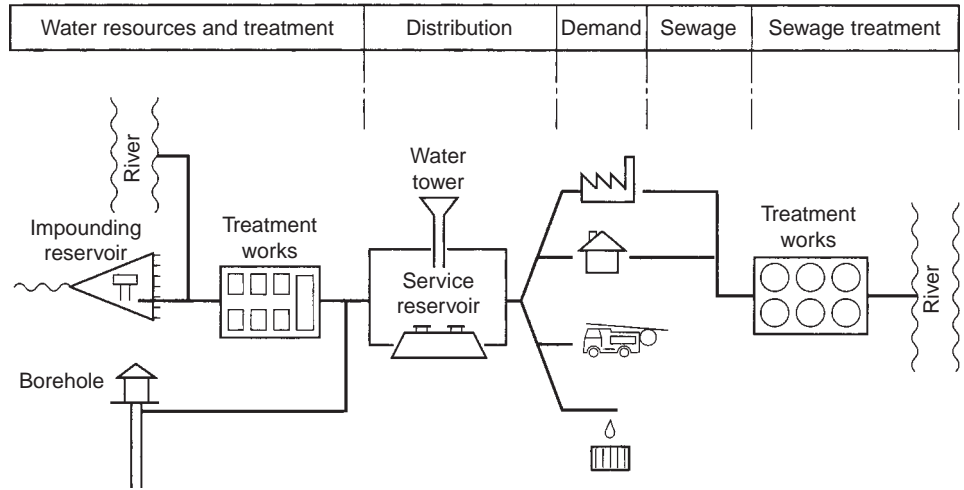 Water resources and treatment
Distribution
Demand
Sewage
Sewage treatment
River
Impounding
reservoir
Treatment
works
Borehole
Water
tower
Service
reservoir
Treatment
works
River